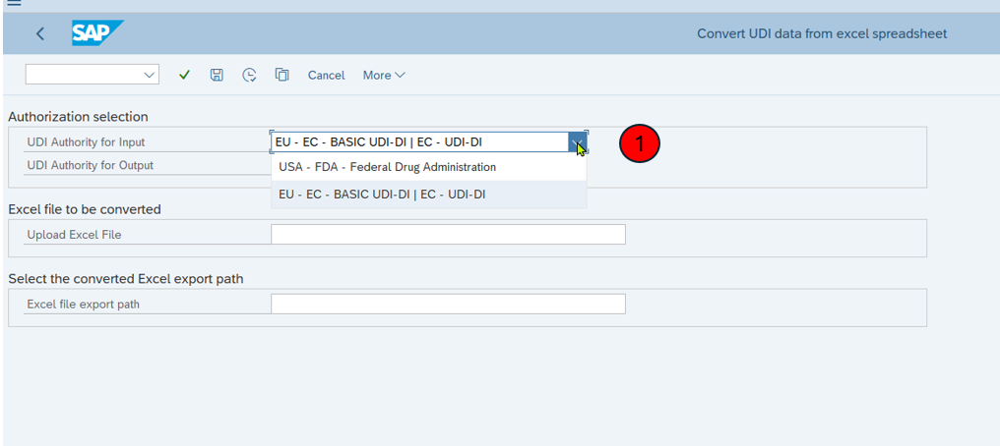 SAP
Convert UDI data from excel spreadsheet
Cancel
More
Authorization selection
UDI Authority for Input
EU - EC - BASIC UDI-DI | EC - UDI-DI
1
UDI Authority for Output
USA - FDA - Federal Drug Administration
EU - EC - BASIC UDI-DI | EC - UDI-DI
Excel file to be converted
Upload Excel File
Select the converted Excel export path
Excel file export path